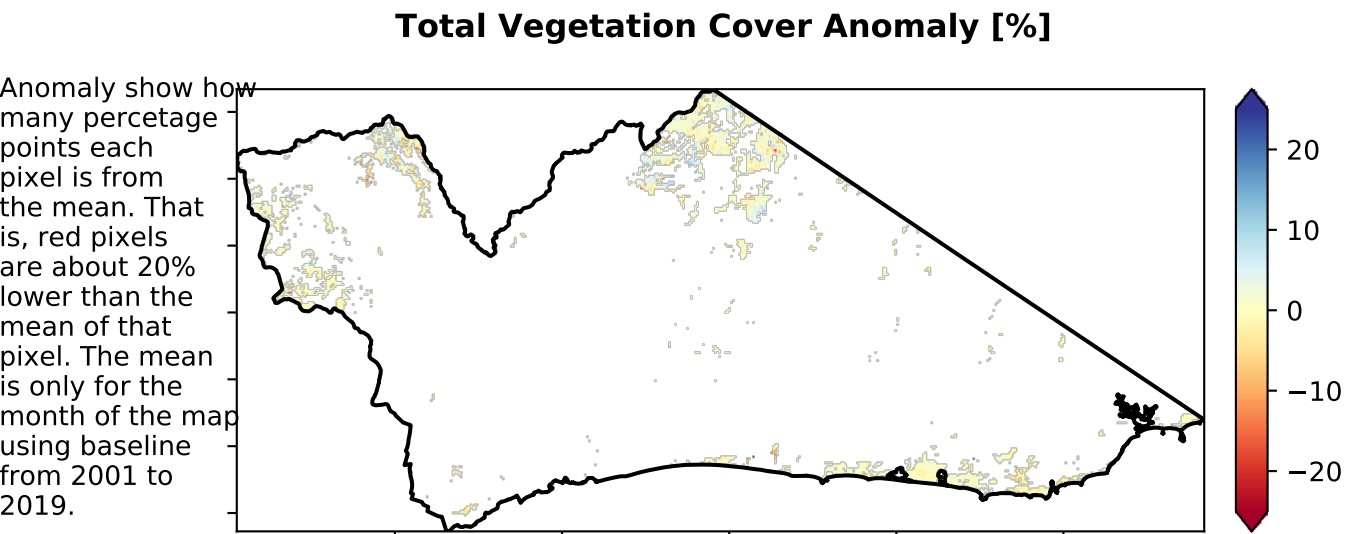 Total Vegetation Cover Anomaly [%]
Anomaly show how
many percetage
points each
pixel is from
the mean. That
is, red pixels
are about 20%
lower than the
mean of that
pixel. The mean
is only for the
month of the map
using baseline
from 2001 to
2019.
20
10
0
−10
−20